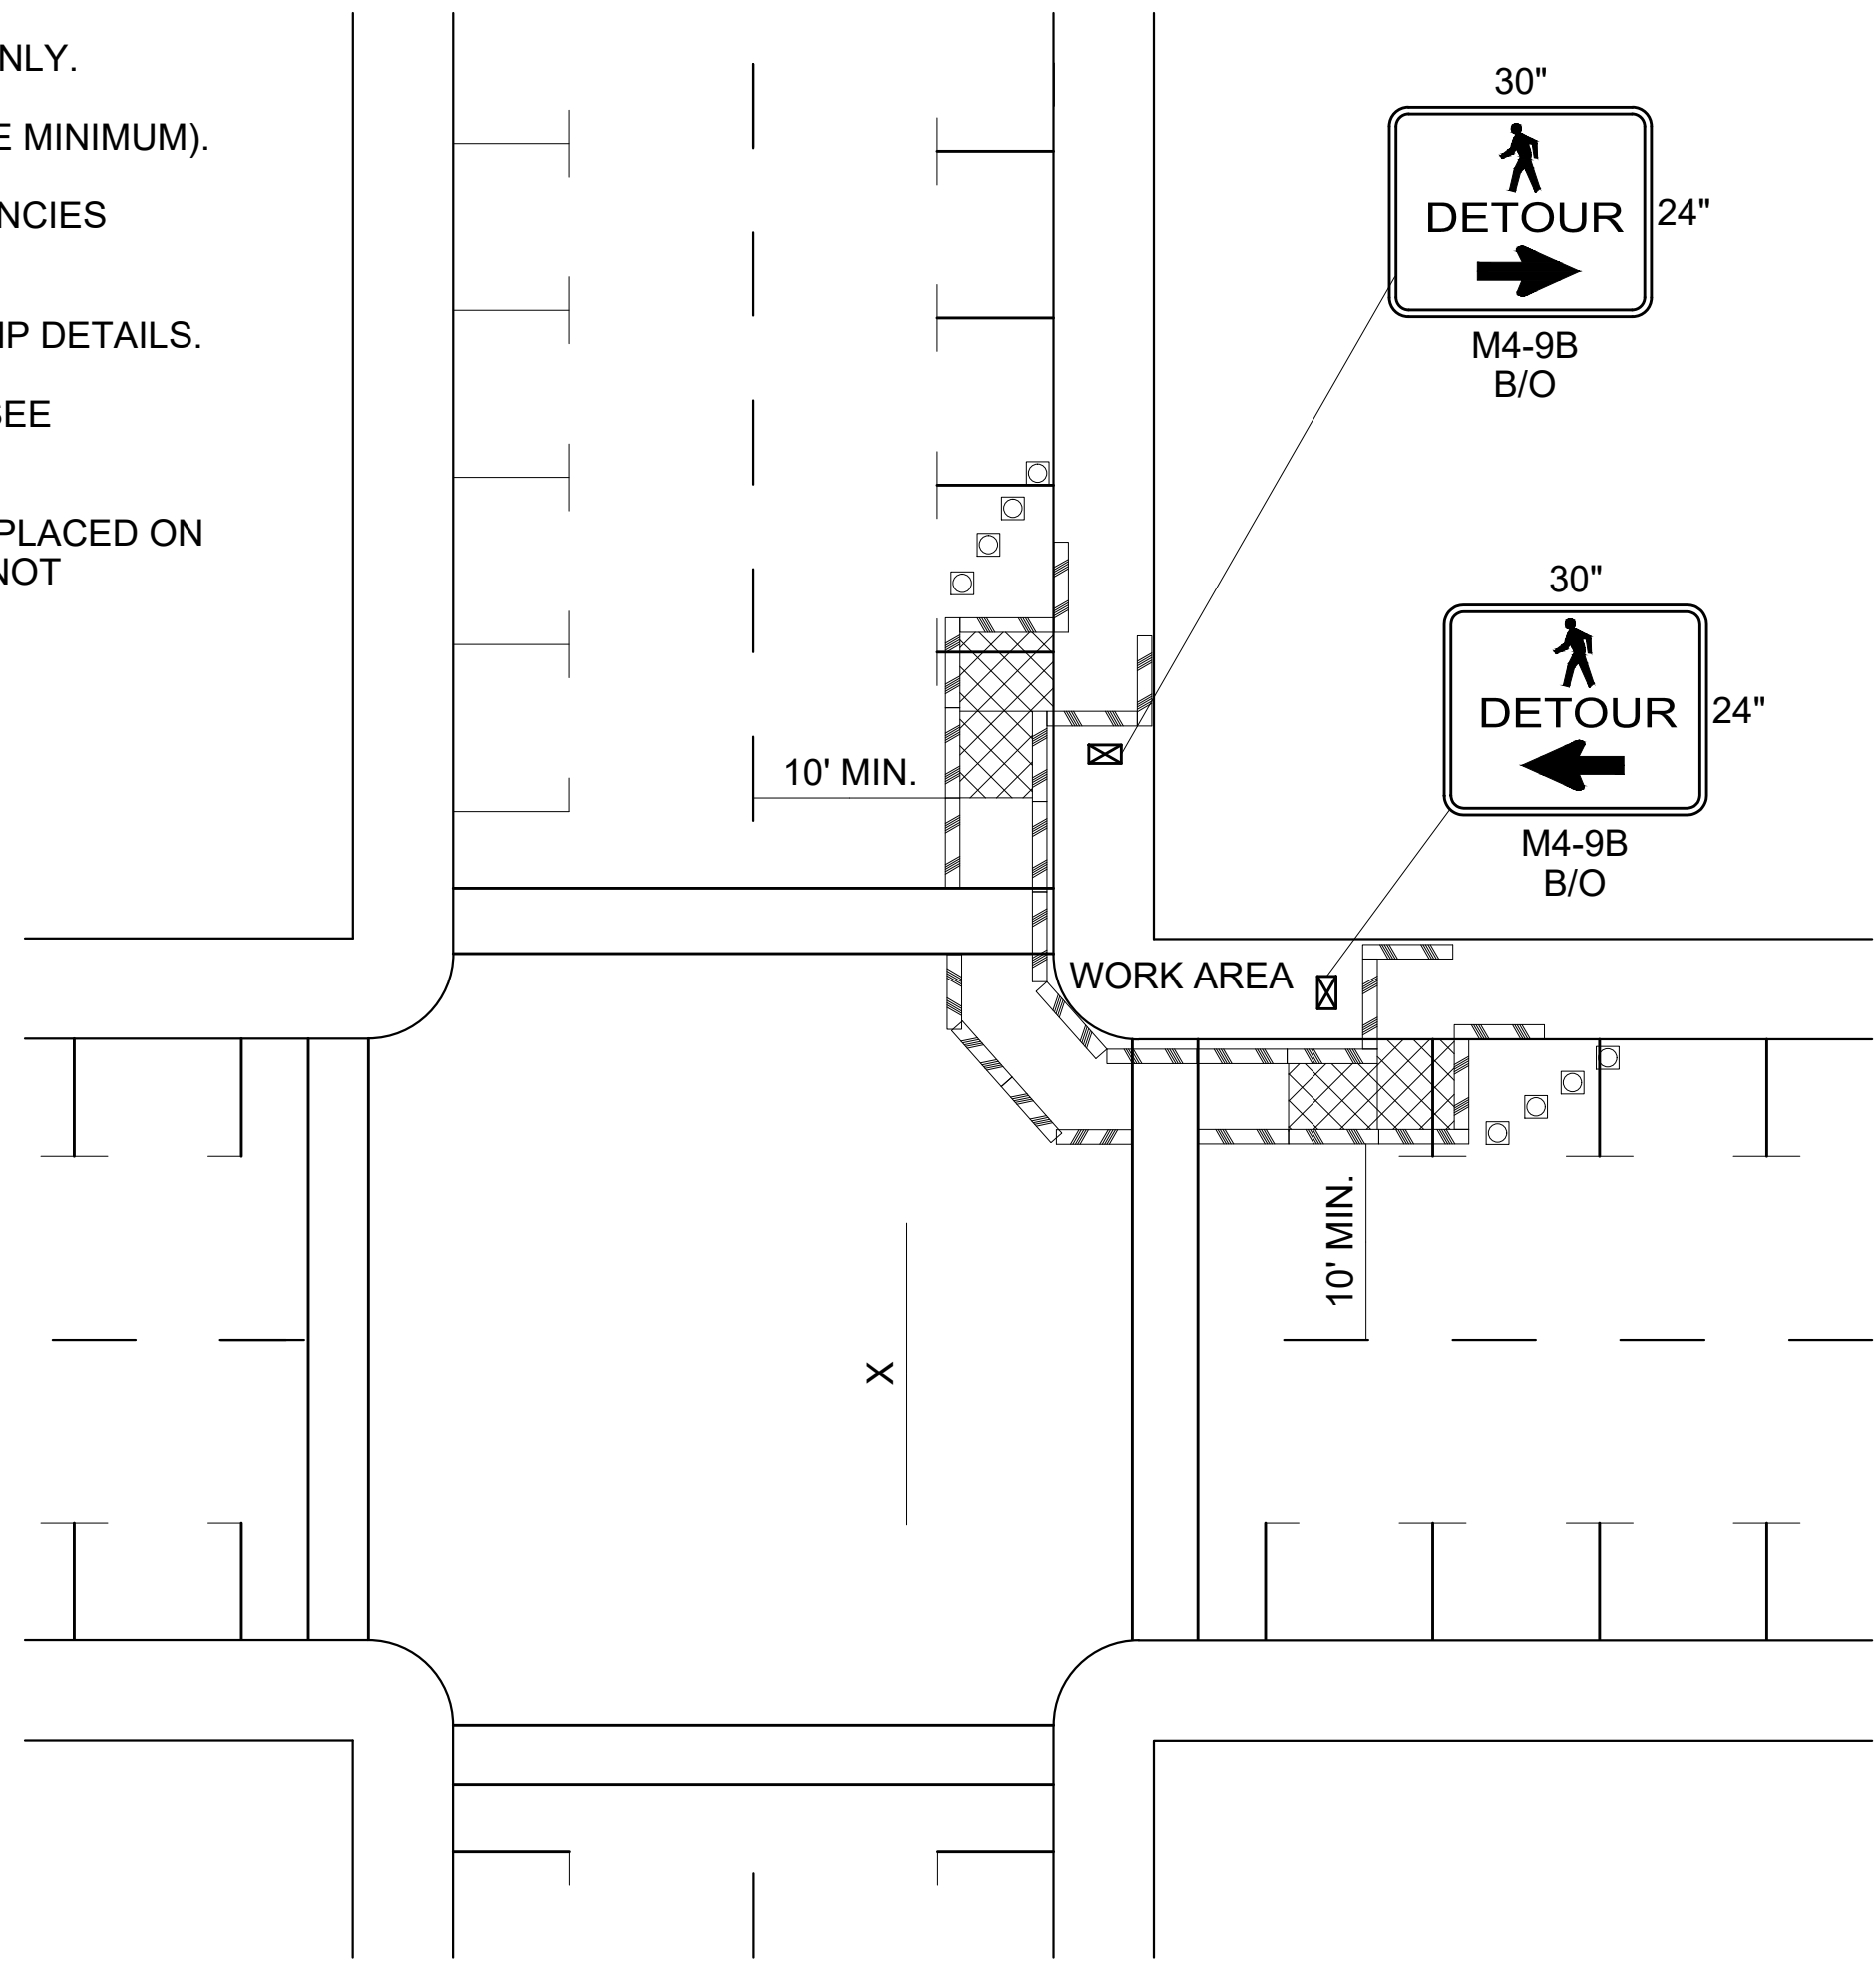 NLY.
E MINIMUM).
NCIES
IP DETAILS.
SEE
PLACED ON
NOT
30"
DETOUR
24"
M4-9B
B/O
30"
DETOUR
24"
M4-9B
B/O
10' MIN.
WORK AREA
10' MIN.
X